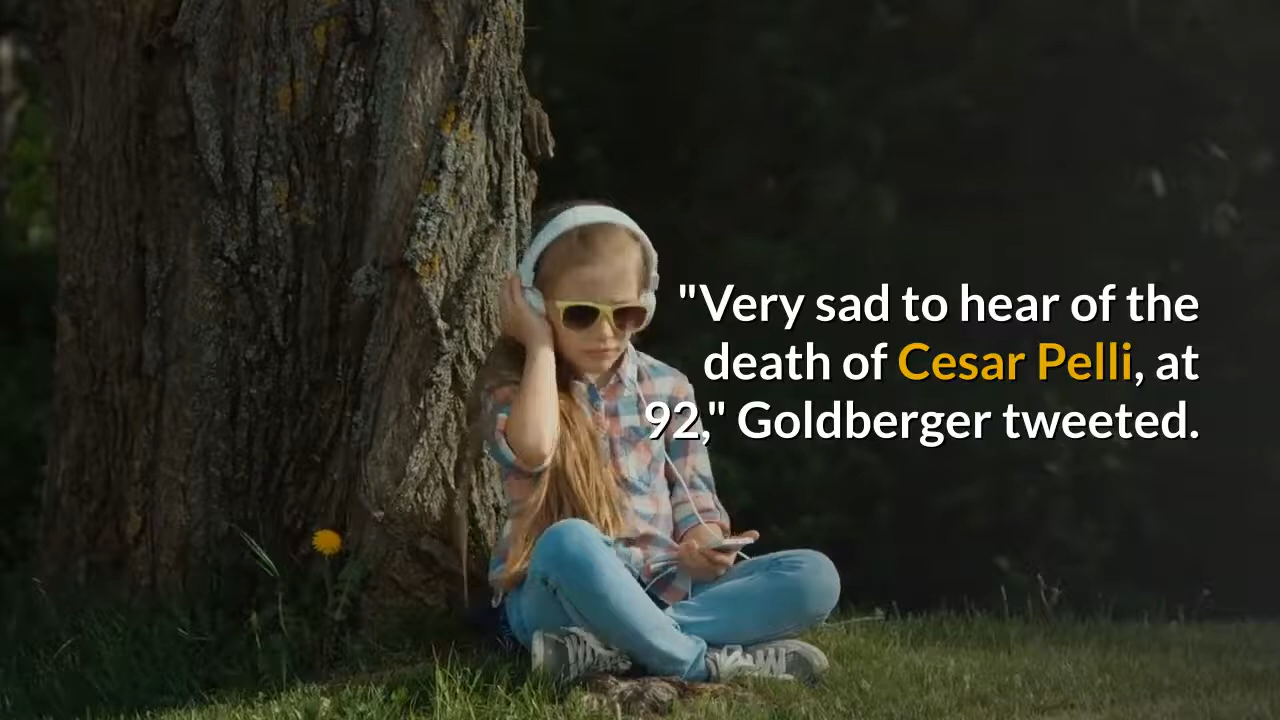 "Very sad to hear of the
death of Cesar Pelli, at
92," Goldberger tweeted.